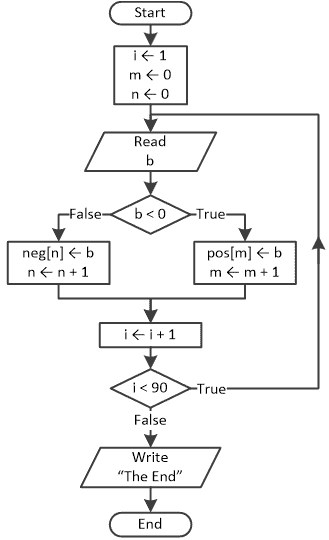 Start
i ← 1
m ← 0
n ← 0
Read
b
b < 0
False
True
neg[n] ← b
n ← n + 1
pos[m] ← b
m ← m + 1
i ← i + 1
i < 90
True
False
Write
“The End”
End